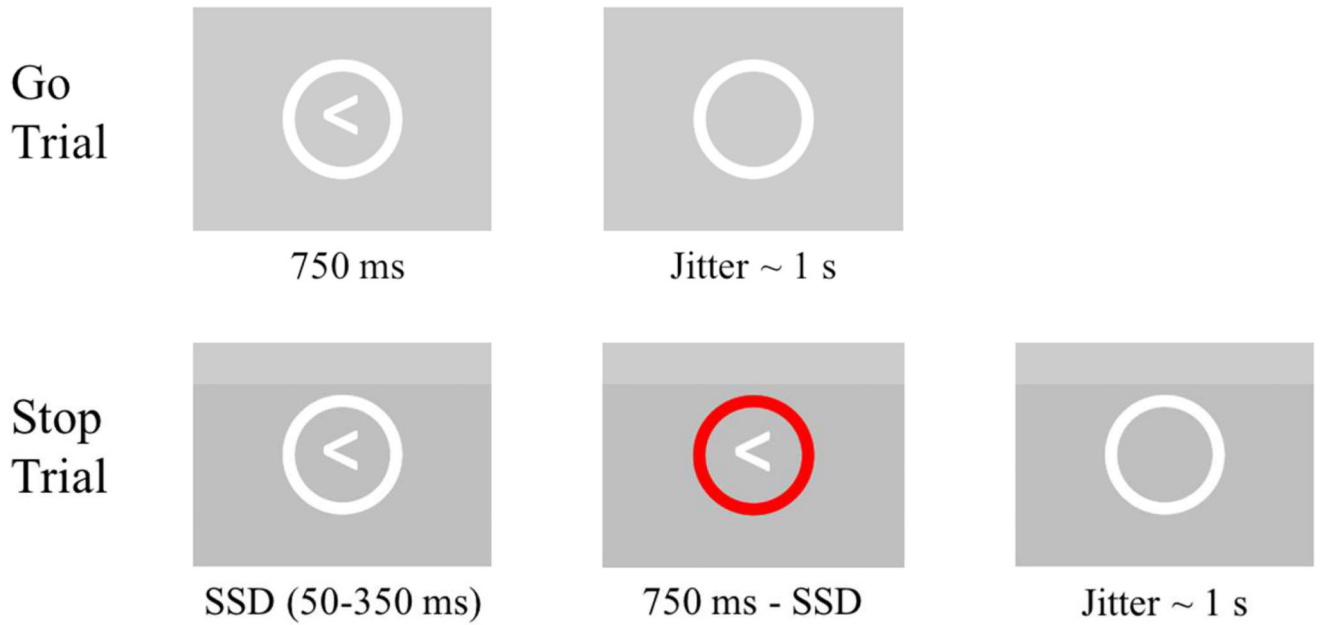 Go
Trial
<
750 ms
Jitter ~ 1 s
Stop
Trial
<
<
SSD (50-350 ms)
750 ms - SSD
Jitter ~ 1 s